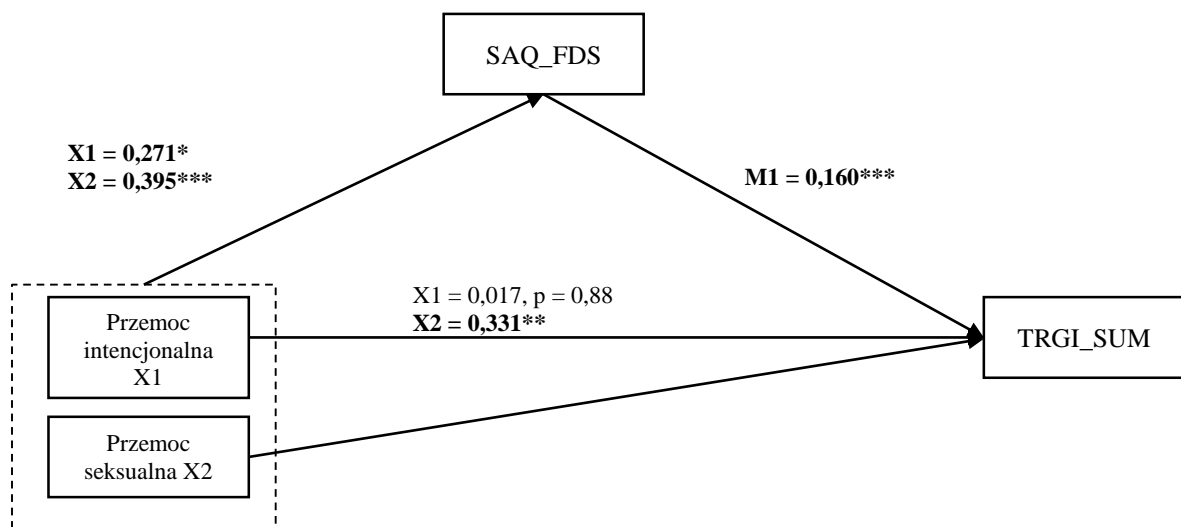 SAQ_FDS
X1 = 0,271*
X2 = 0,395***
M1 = 0,160***
X1 = 0,017, p = 0,88
X2 = 0,331**
Przemoc
intencjonalna
X1
TRGI_SUM
Przemoc
seksualna X2